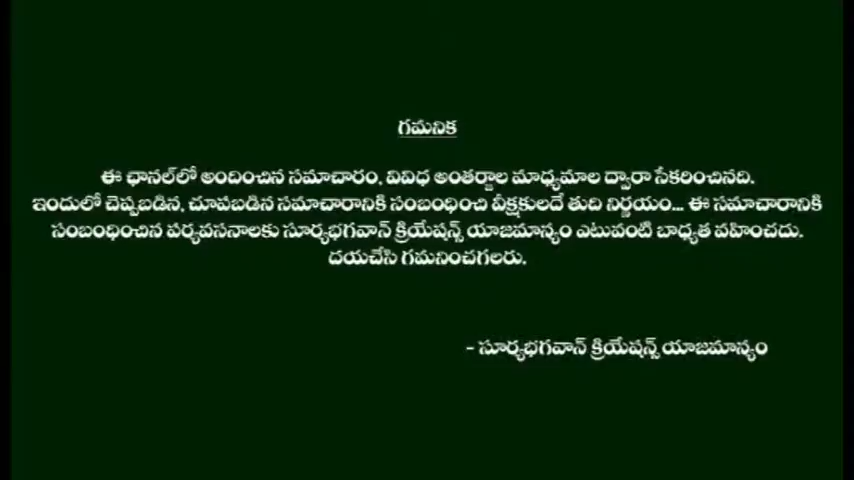 గమనిక
ఈ ఛానల్‌లో అందించిన సమాచారం, వివిధ అంతర్జాల మాధ్యమాల ద్వారా సేకరించినది.
ఇందులో చెప్పబడిన, చూపబడిన సమాచారానికి సంబంధించి వీక్షకులదే తుది నిర్ణయం... ఈ సమాచారానికి
సంబంధించిన పర్యవసనాలకు సూర్యభగవాన్ క్రియేషన్స్ యాజమాన్యం ఎటువంటి బాధ్యత వహించదు.
దయచేసి గమనించగలరు.
- సూర్యభగవాన్ క్రియేషన్స్ యాజమాన్యం